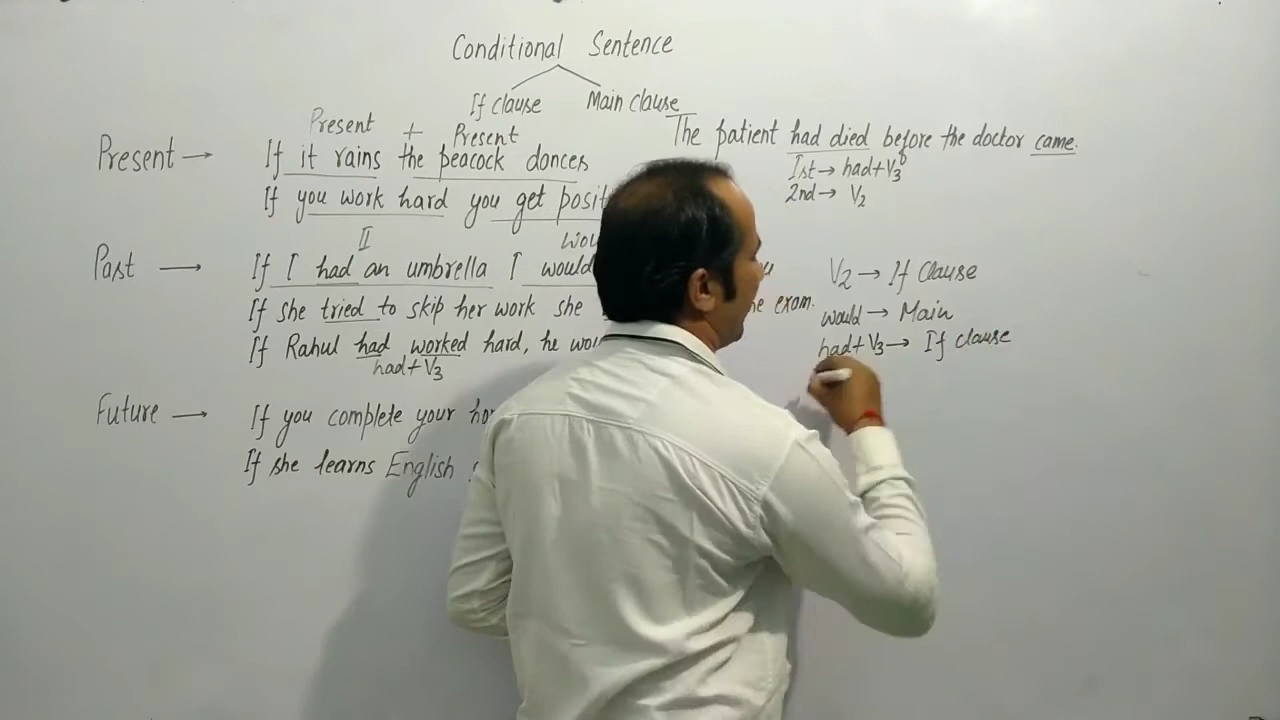 Conditional Sentence
If clause Main clause
Present + Present
Present → If it rains the peacock dances
If you work hard you get
The patient had died before the doctor came.
Ist → had+V3
2nd → V2
II
Past → If I had an umbrella I would
If she tried to skip her work she exam.
If Rahul had worked hard, he
had+V3
V2 → If Clause
would → Main
had+V3 → If clause
Future → If you complete your
If she learns English